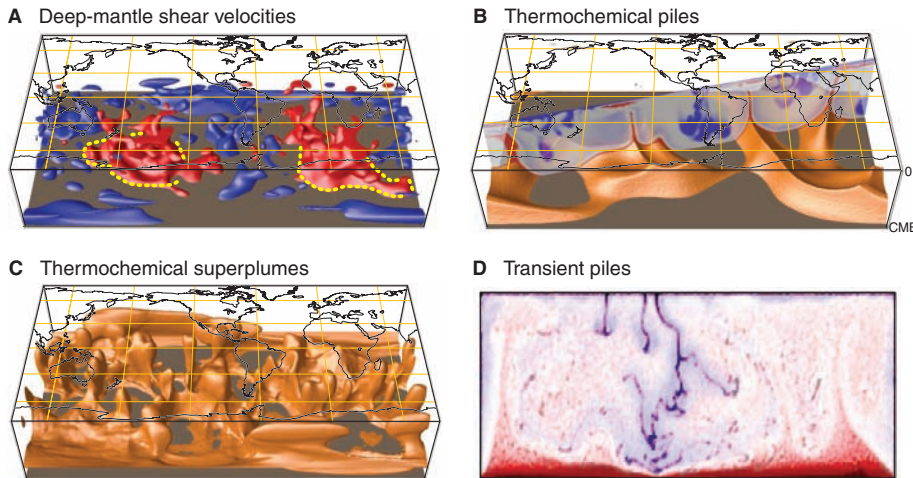 A Deep-mantle shear velocities
B Thermochemical piles
0
CMB
C Thermochemical superplumes
D Transient piles